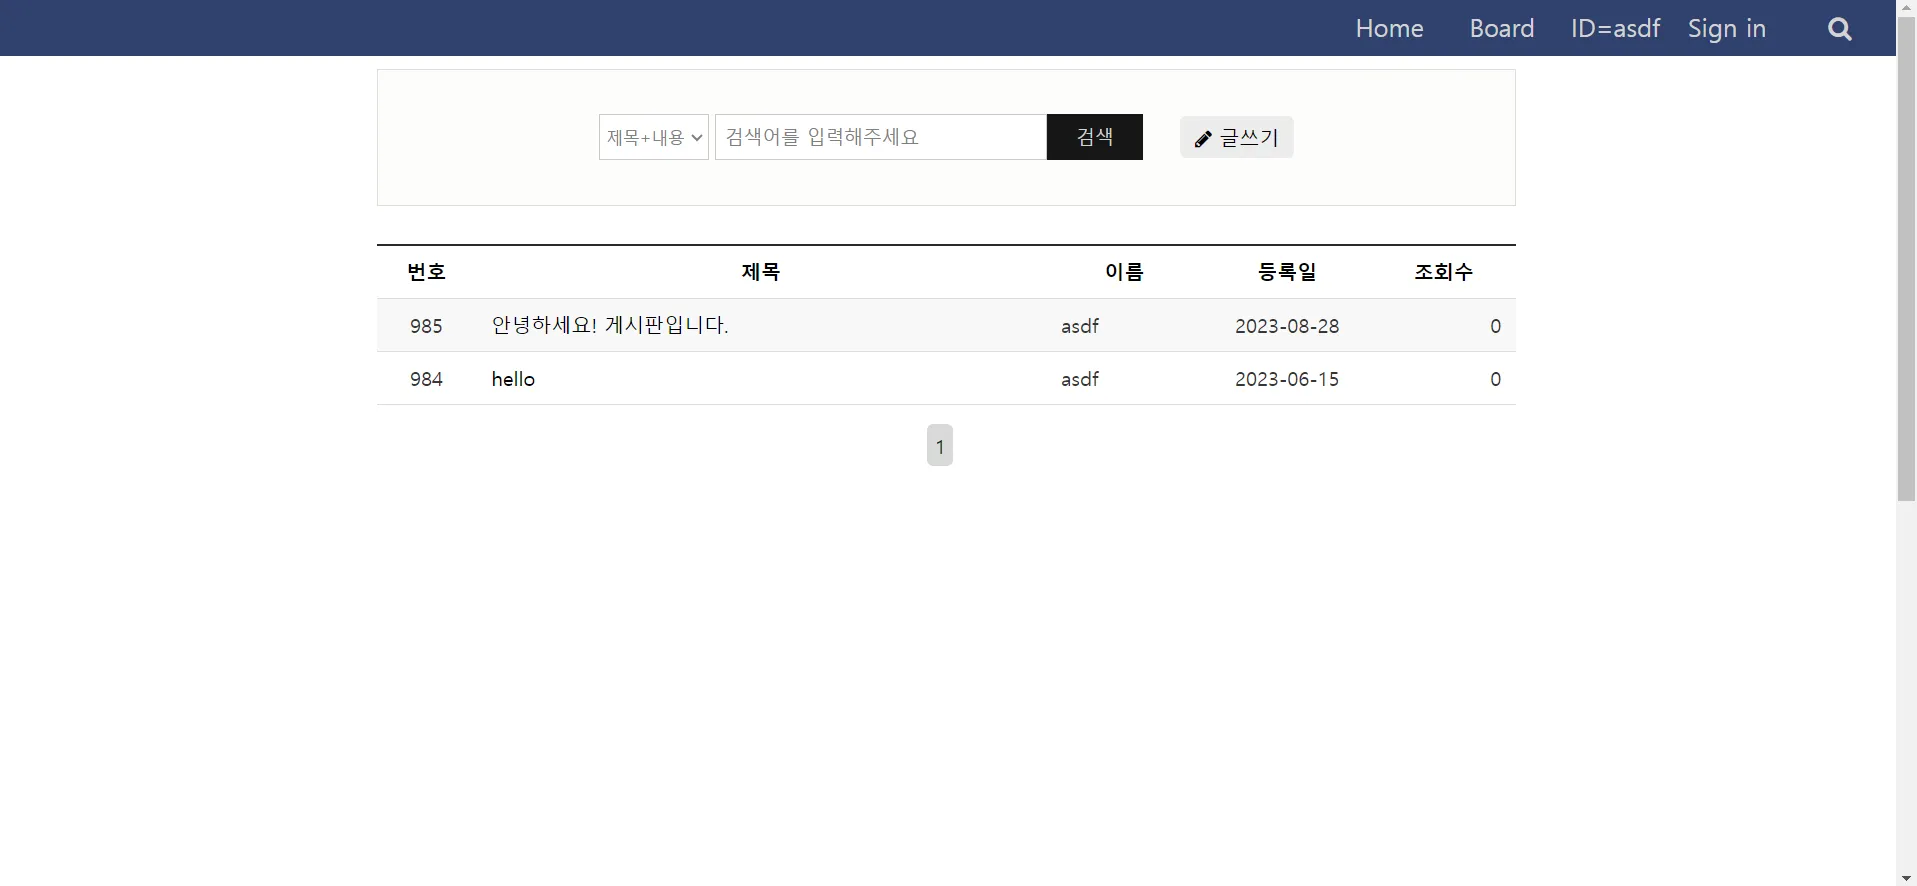 Home Board ID=asdf Sign in
제목+내용 검색어를 입력해주세요 검색 글쓰기
번호 제목 이름 등록일 조회수
985 안녕하세요! 게시판입니다. asdf 2023-08-28 0
984 hello asdf 2023-06-15 0
1